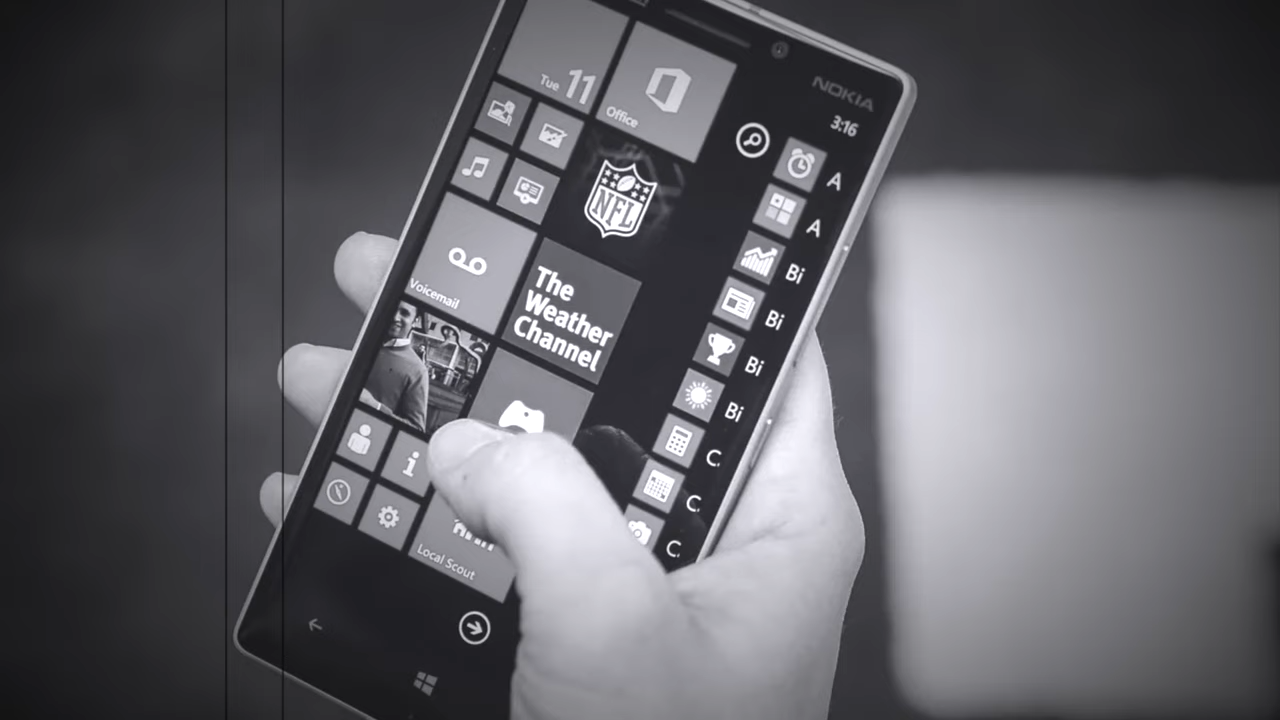 NOKIA
3:16
Tue 11
Office
NFL
Voicemail
The
Weather
Channel
Local Scout
A
A
Bi
Bi
Bi
Bi
C
C
C